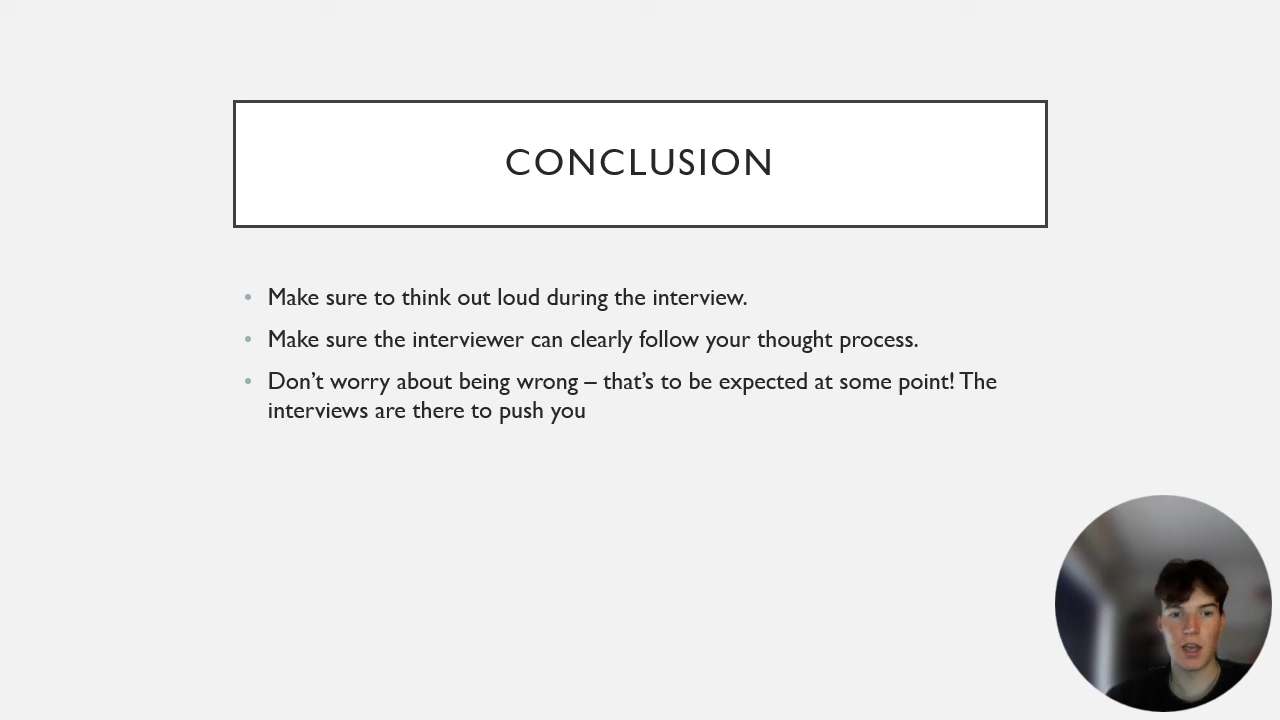 CONCLUSION
• Make sure to think out loud during the interview.
• Make sure the interviewer can clearly follow your thought process.
• Don’t worry about being wrong – that’s to be expected at some point! The
interviews are there to push you